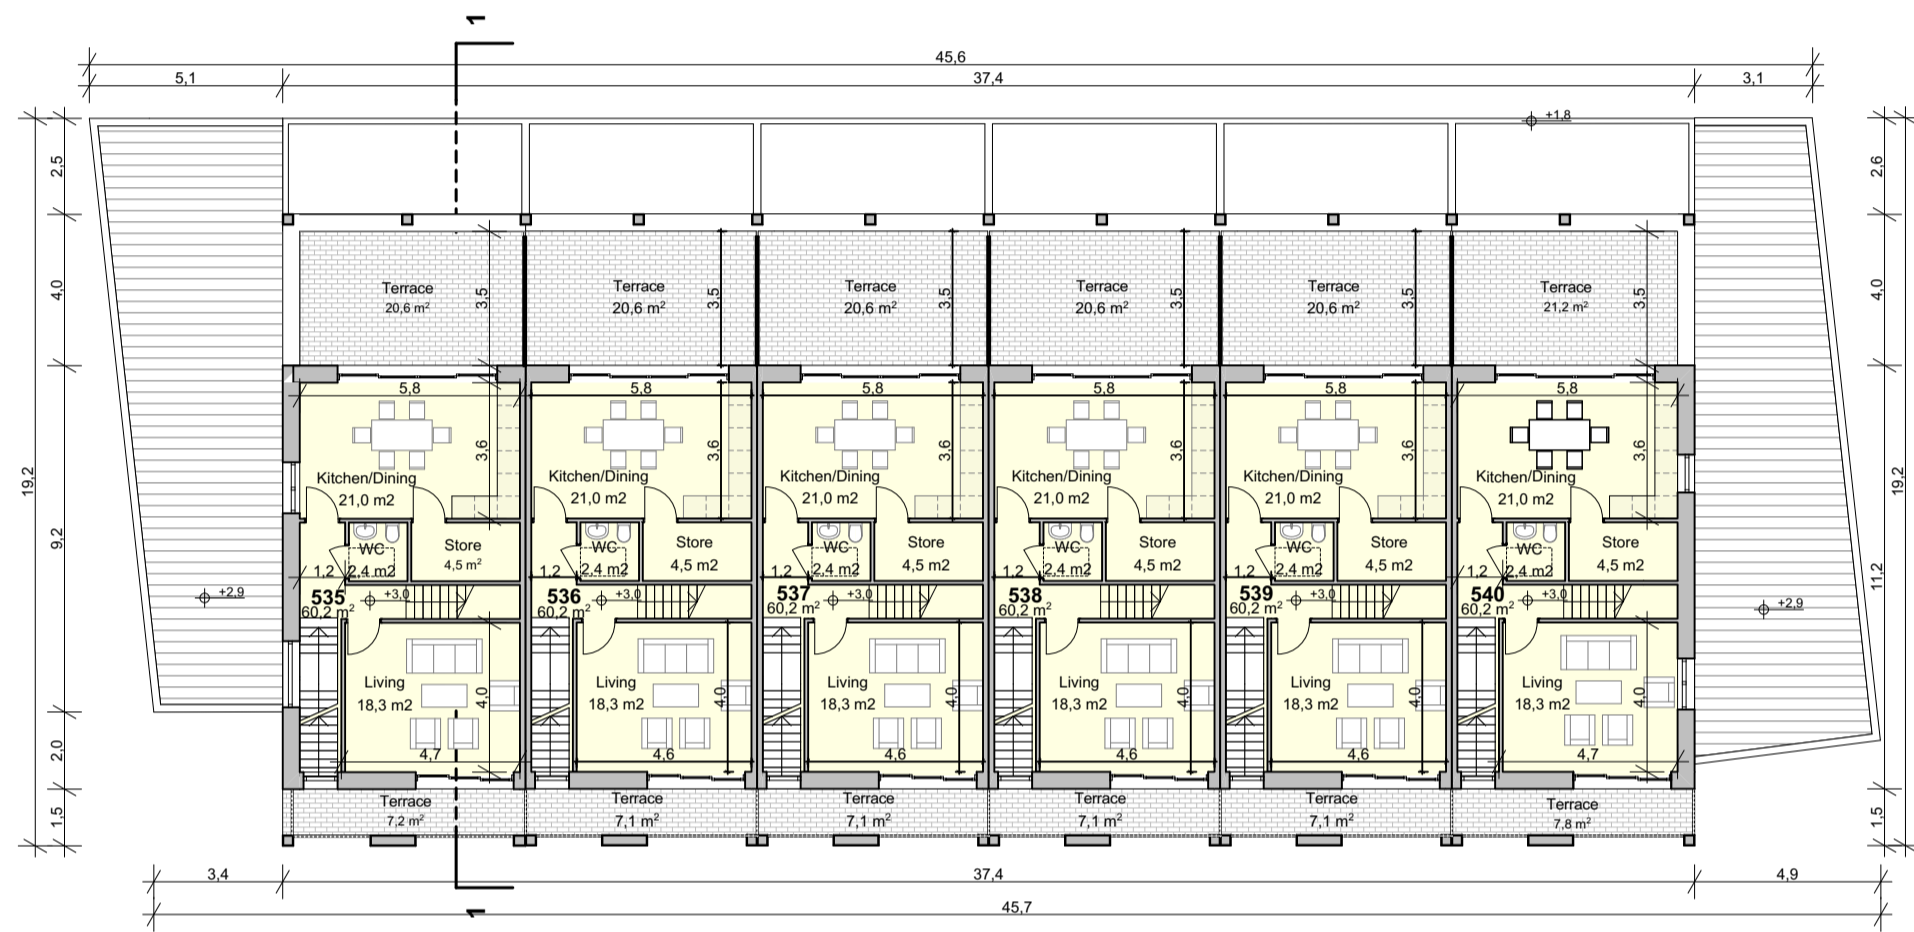 1
45,6
5,1
37,4
3,1
+1,8
2,5
4,0
19,2
9,2
2,0
1,5
2,6
4,0
19,2
11,2
1,5
Terrace
20,6 m²
3,5
Terrace
20,6 m²
3,5
Terrace
20,6 m²
3,5
Terrace
20,6 m²
3,5
Terrace
20,6 m²
3,5
Terrace
21,2 m²
3,5
5,8
5,8
5,8
5,8
5,8
5,8
3,6
3,6
3,6
3,6
3,6
3,6
Kitchen/Dining
21,0 m2
Kitchen/Dining
21,0 m2
Kitchen/Dining
21,0 m2
Kitchen/Dining
21,0 m2
Kitchen/Dining
21,0 m2
Kitchen/Dining
21,0 m2
WC
2,4 m2
Store
4,5 m²
1,2
WC
2,4 m2
Store
4,5 m2
1,2
WC
2,4 m2
Store
4,5 m2
1,2
WC
2,4 m2
Store
4,5 m2
1,2
WC
2,4 m2
Store
4,5 m2
1,2
WC
2,4 m2
Store
4,5 m2
1,2
+2,9
535
60,2 m²
+3,0
536
60,2 m²
+3,0
537
60,2 m²
+3,0
538
60,2 m²
539
60,2 m²
+3,0
540
60,2 m²
+3,0
+2,9
Living
18,3 m2
4,0
4,7
Living
18,3 m2
4,0
4,6
Living
18,3 m2
4,0
4,6
Living
18,3 m2
4,0
4,6
Living
18,3 m2
4,0
4,6
Living
18,3 m2
4,0
4,7
Terrace
7,2 m²
Terrace
7,1 m²
Terrace
7,1 m²
Terrace
7,1 m²
Terrace
7,1 m²
Terrace
7,8 m²
3,4
37,4
4,9
45,7
1